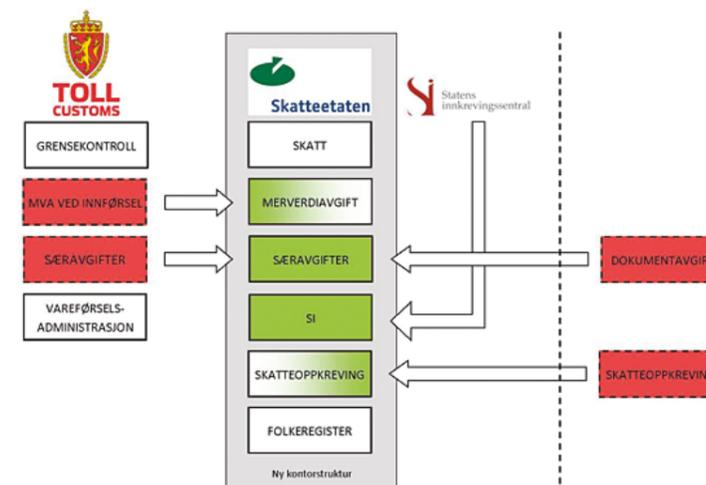 TOLL
CUSTOMS
GRENSEKONTROLL
MVA VED INNFØRSEL
SÆRAVGIFTER
VAREFØRSELS-
ADMINISTRASJON
Skatteetaten
SKATT
MERVERDIAVGIFT
SÆRAVGIFTER
SI
SKATTEOPPKREVING
FOLKEREGISTER
Ny kontorstruktur
Si
Statens
innkrevingssentral
DOKUMENTAVGIF
SKATTEOPPKREVIN